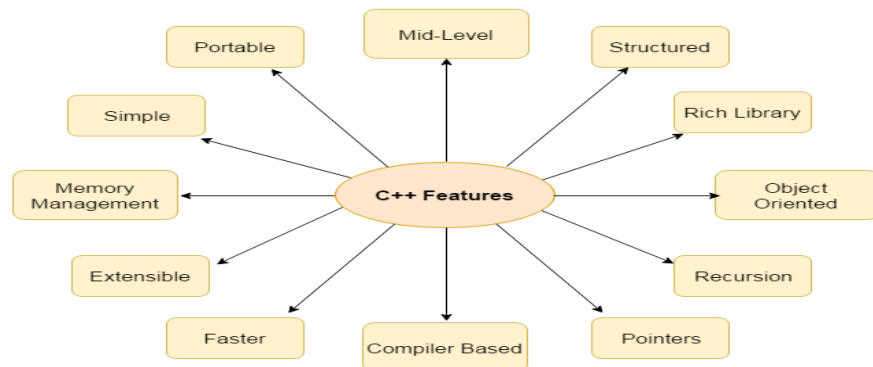 Mid-Level
Portable
Structured
Simple
Rich Library
Memory
Management
C++ Features
Object
Oriented
Extensible
Recursion
Faster
Compiler Based
Pointers